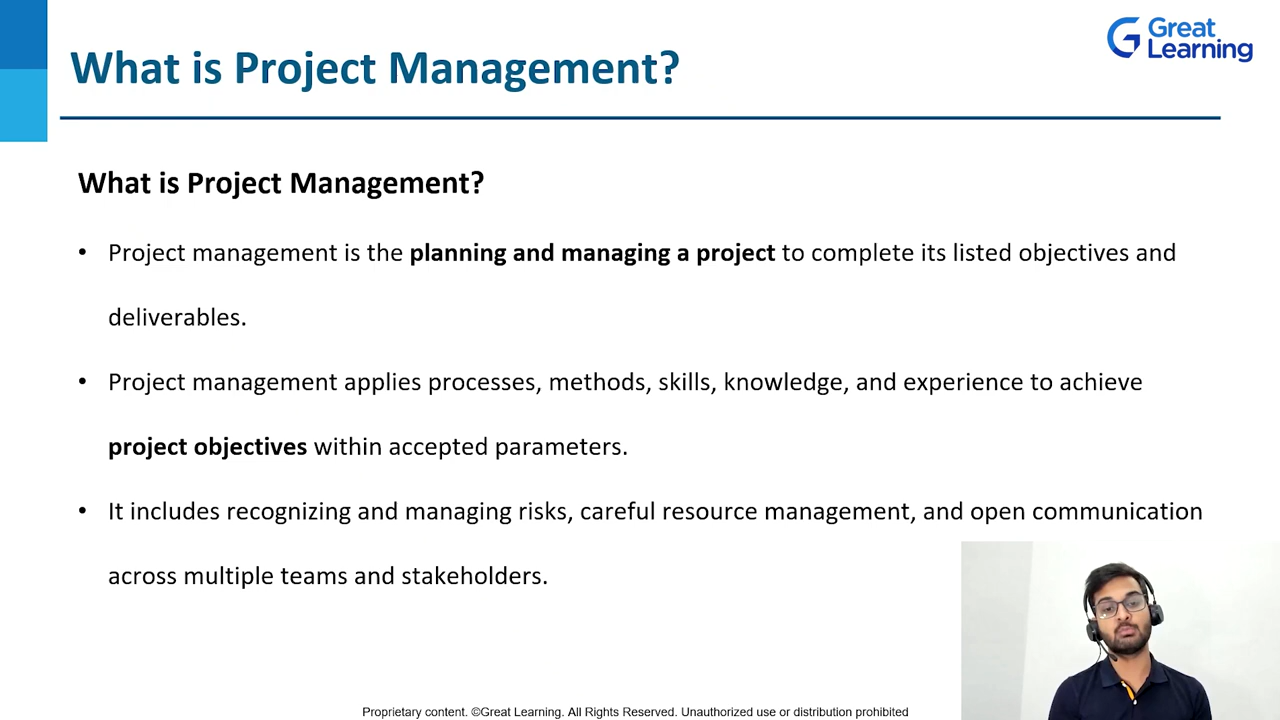 What is Project Management?
Great
Learning
What is Project Management?
• Project management is the planning and managing a project to complete its listed objectives and
deliverables.
• Project management applies processes, methods, skills, knowledge, and experience to achieve
project objectives within accepted parameters.
• It includes recognizing and managing risks, careful resource management, and open communication
across multiple teams and stakeholders.
Proprietary content. ©Great Learning. All Rights Reserved. Unauthorized use or distribution prohibited